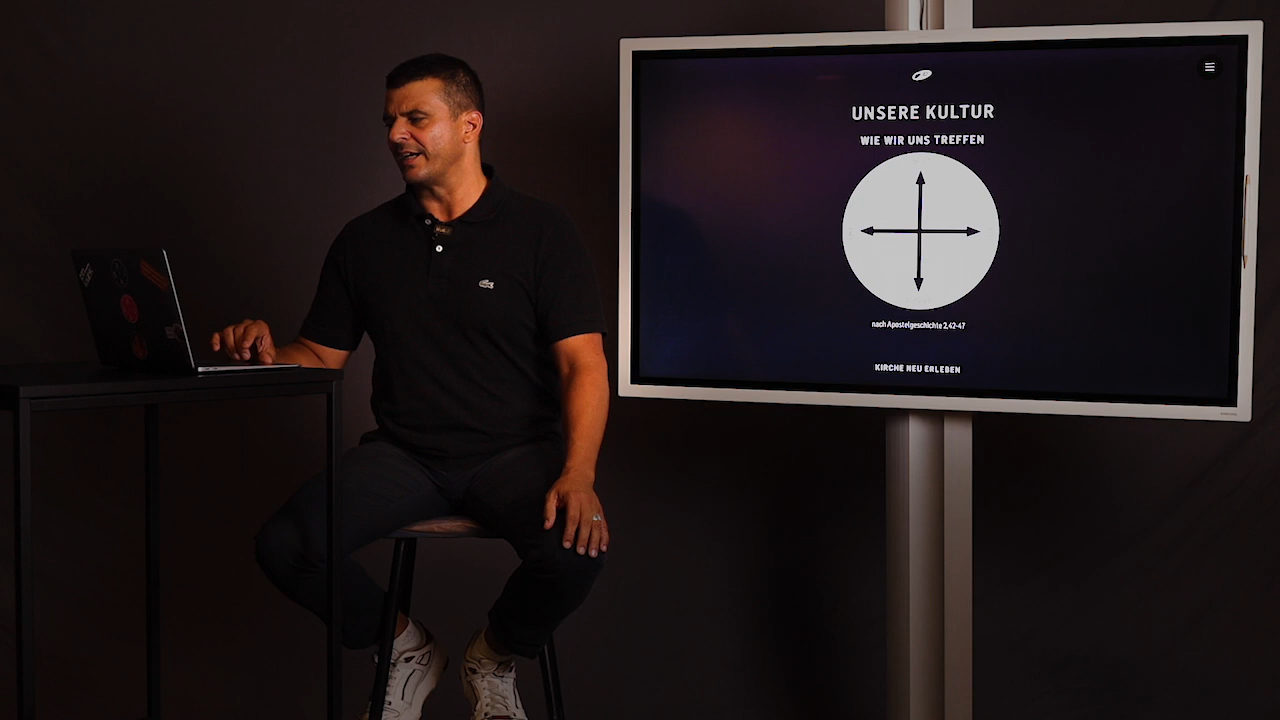 UNSERE KULTUR
WIE WIR UNS TREFFEN
nach Apostelgeschichte 2,42-47
KIRCHE NEU ERLEBEN